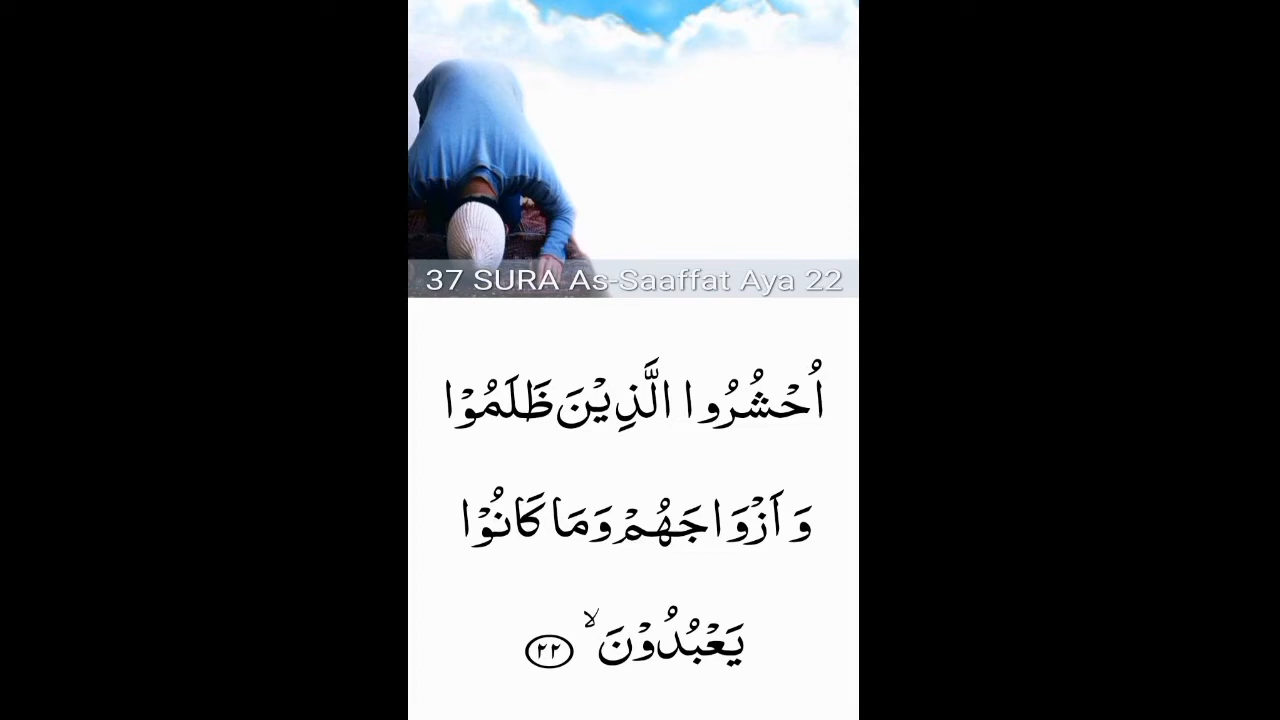 37 SURA As-Saaffat Aya 22
اُحْشُرُوا الَّذِيْنَ ظَلَمُوْا
وَ اَزْوَاجَهُمْ وَمَا كَانُوْا
يَعْبُدُوْنَ ۙ ٢٢